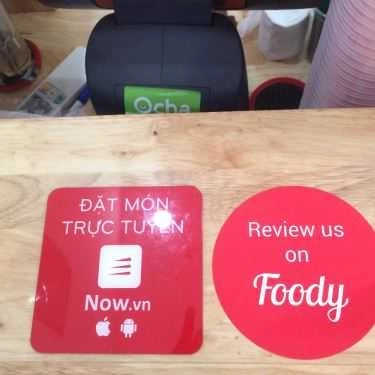 Ocha
ĐẶT MÓN
TRỰC TUYẾN
Now.vn
Review us
on
Foody